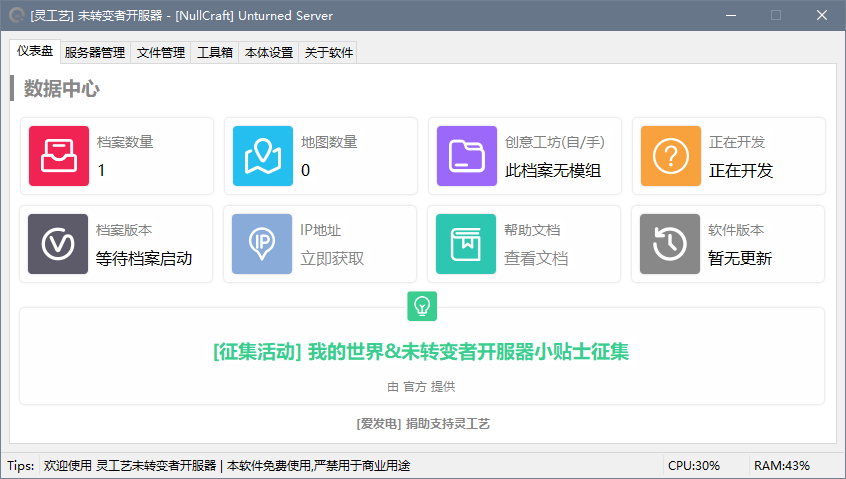 [灵工艺] 未转变者开服器 - [NullCraft] Unturned Server
仪表盘 服务器管理 文件管理 工具箱 本体设置 关于软件
数据中心
档案数量 地图数量 创意工坊(自/手) 正在开发
1 0 此档案无模组 正在开发
档案版本 IP地址 帮助文档 软件版本
IP
等待档案启动 立即获取 查看文档 暂无更新
[征集活动] 我的世界&未转变者开服器小贴士征集
由 官方 提供
[爱发电] 捐助支持灵工艺
Tips: 欢迎使用 灵工艺未转变者开服器 | 本软件免费使用,严禁用于商业用途 CPU:30% RAM:43%